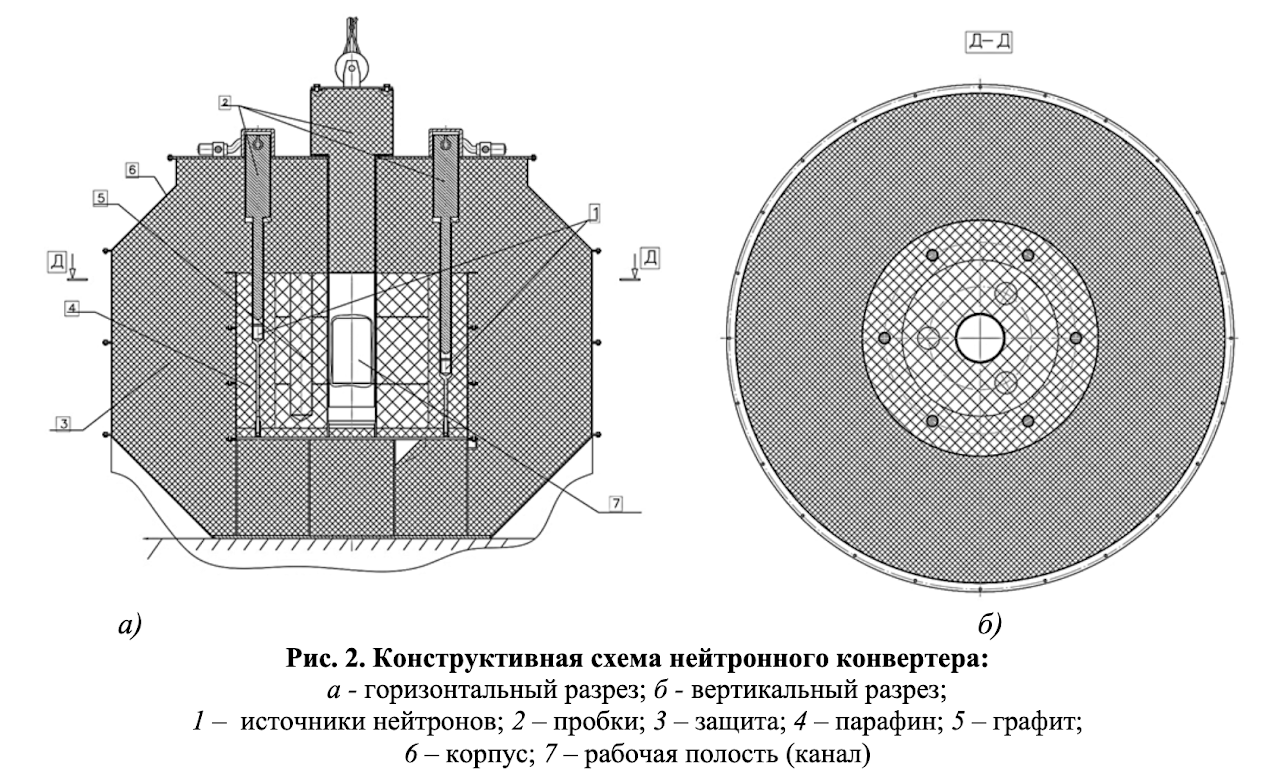 Д–Д
2
6
5
1
Д
Д
4
3
7
а)
б)
Рис. 2. Конструктивная схема нейтронного конвертера:
а - горизонтальный разрез; б - вертикальный разрез;
1 – источники нейтронов; 2 – пробки; 3 – защита; 4 – парафин; 5 – графит;
6 – корпус; 7 – рабочая полость (канал)